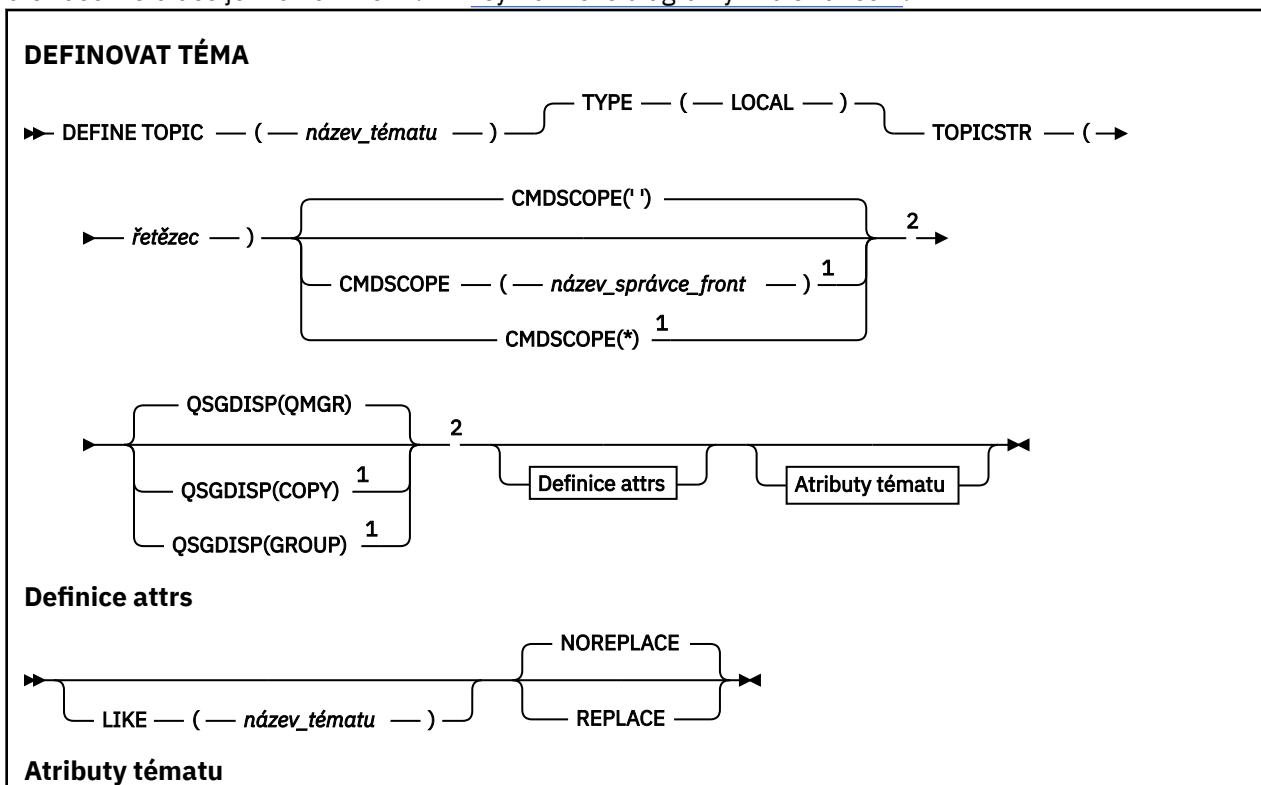 DEFINOVAT TÉMA
TYPE ( LOCAL )
DEFINE TOPIC ( název_tématu ) TOPICSTR (
CMDSCOPE(' ')
řetězec ) 2
CMDSCOPE ( název_správce_front ) 1
CMDSCOPE(*) 1
QSGDISP(QMGR)
2
QSGDISP(COPY) 1 Definice attrs Atributy tématu
QSGDISP(GROUP) 1
Definice attrs
NOREPLACE
LIKE ( název_tématu ) REPLACE
Atributy tématu